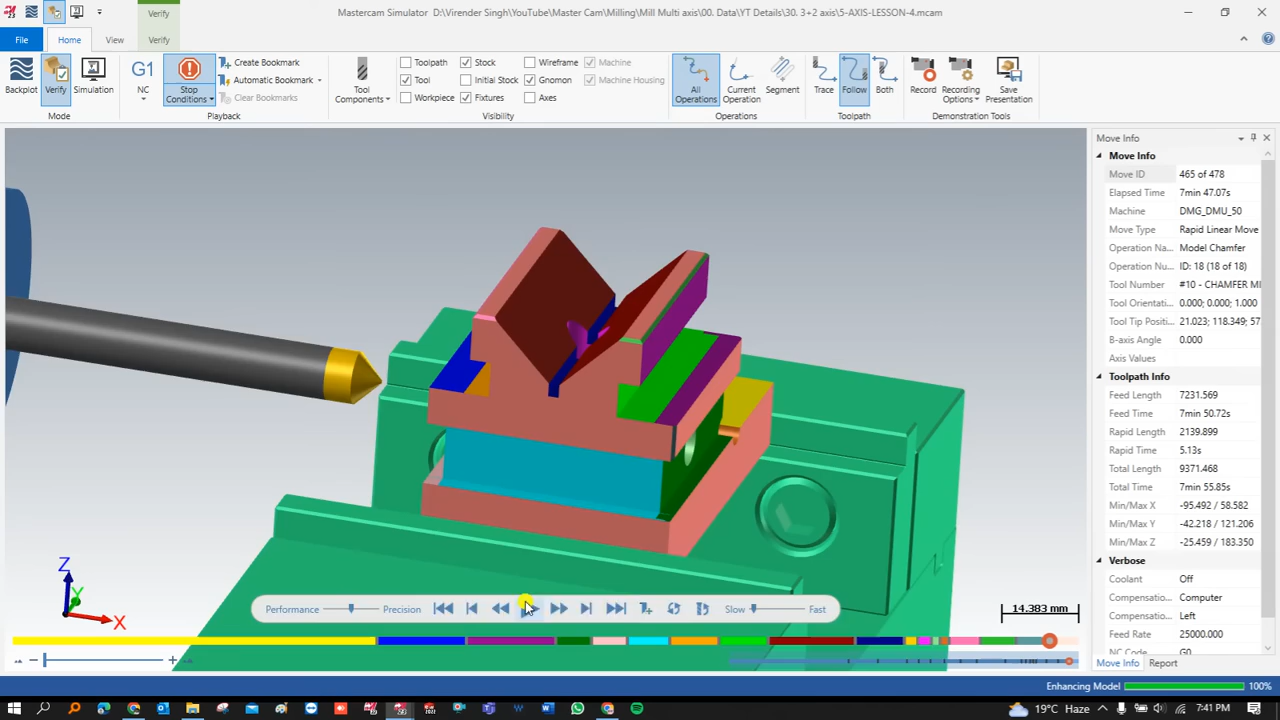 Verify
Mastercam Simulator  D:\Virender Singh\YouTube\Master Cam\Milling\Mill Multi axis\00. Data\YT Details\30. 3+2 axis\5-AXIS-LESSON-4.mcam
File
Home
View
Verify
Backplot
Verify
Simulation
Mode
G1
NC
Stop Conditions
Create Bookmark
Automatic Bookmark
Clear Bookmarks
Playback
Tool Components
Toolpath
Tool
Workpiece
Stock
Initial Stock
Fixtures
Wireframe
Gnomon
Axes
Machine
Machine Housing
Visibility
All Operations
Current Operation
Segment
Operations
Trace
Follow
Both
Toolpath
Record
Recording Options
Save Presentation
Demonstration Tools
Move Info
Move Info
Move ID 465 of 478
Elapsed Time 7min 47.07s
Machine DMG_DMU_50
Move Type Rapid Linear Move
Operation Na... Model Chamfer
Operation Nu... ID: 18 (18 of 18)
Tool Number #10 - CHAMFER MI
Tool Orientati... 0.000; 0.000; 1.000
Tool Tip Positi... 21.023; 118.349; 57
B-axis Angle 0.000
Axis Values
Toolpath Info
Feed Length 7231.569
Feed Time 7min 50.72s
Rapid Length 2139.899
Rapid Time 5.13s
Total Length 9371.468
Total Time 7min 55.85s
Min/Max X -95.492 / 58.582
Min/Max Y -42.218 / 121.206
Min/Max Z -25.459 / 183.350
Verbose
Coolant Off
Compensatio... Computer
Compensatio... Left
Feed Rate 25000.000
NC Code G0
Move Info
Report
Z
Y
X
Performance
Precision
Slow
Fast
14.383 mm
Enhancing Model 100%
19°C Haze
ENG
7:41 PM